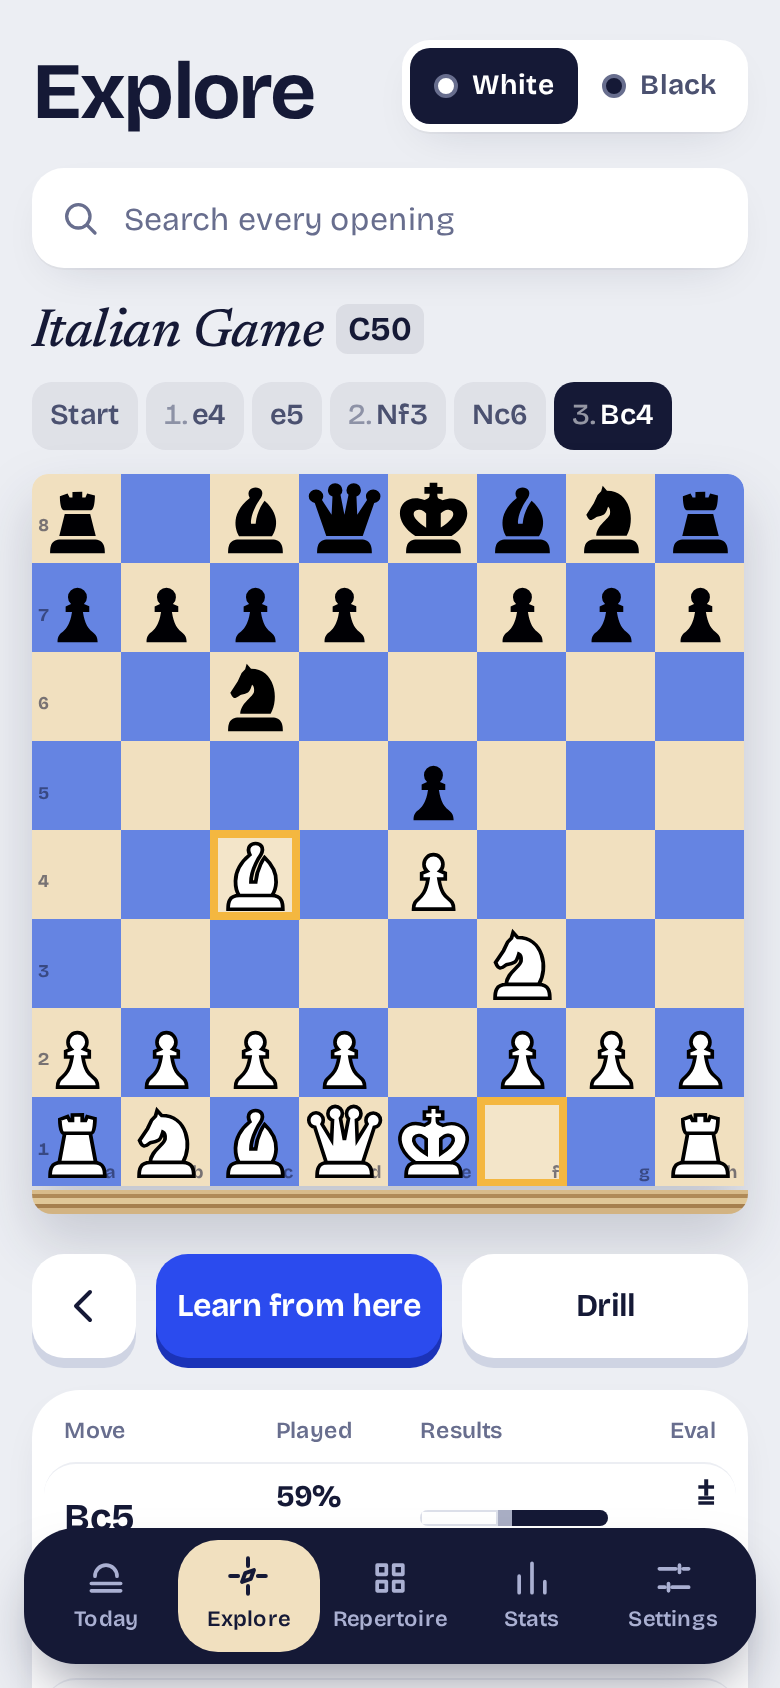 Explore
White
Black
Search every opening
Italian Game C50
Start 1. e4 e5 2. Nf3 Nc6 3. Bc4
8
7
6
5
4
3
2
1
a b c d e f g h
Learn from here
Drill
Move Played Results Eval
Bc5 59% ±
Today Explore Repertoire Stats Settings